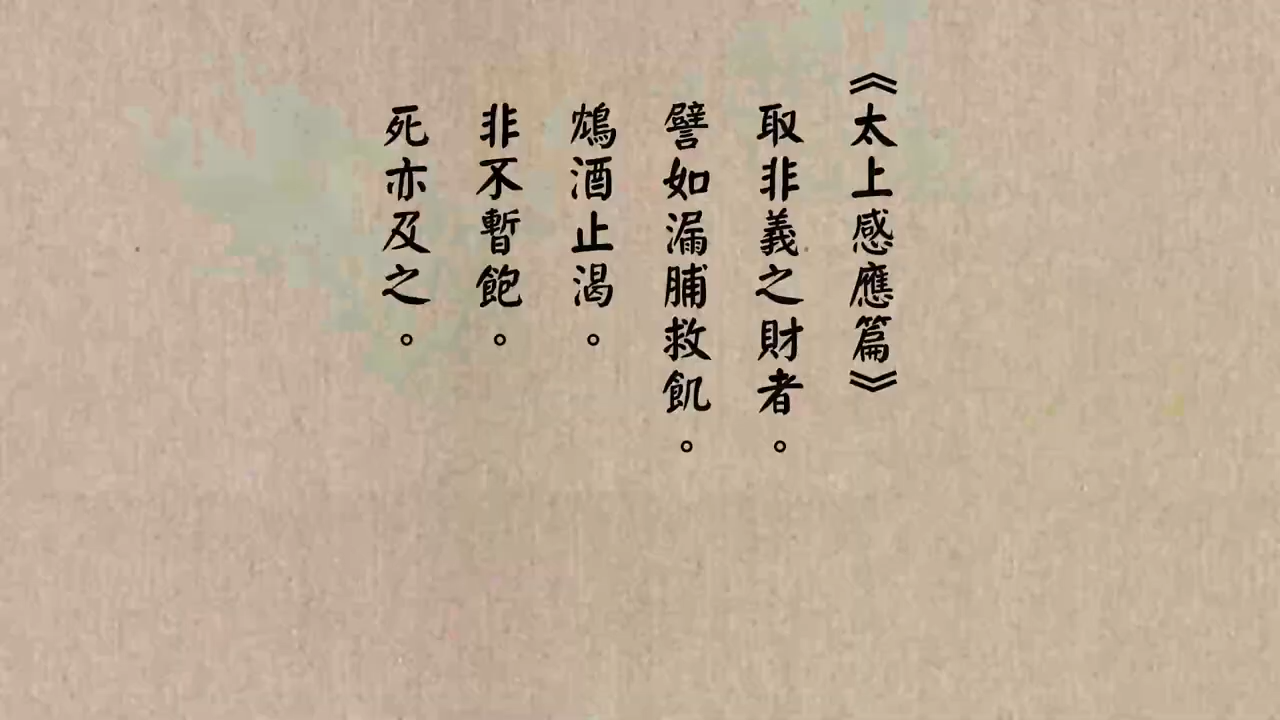 《太上感應篇》
取非義之財者。
譬如漏脯救飢。
鴆酒止渴。
非不暫飽。
死亦及之。